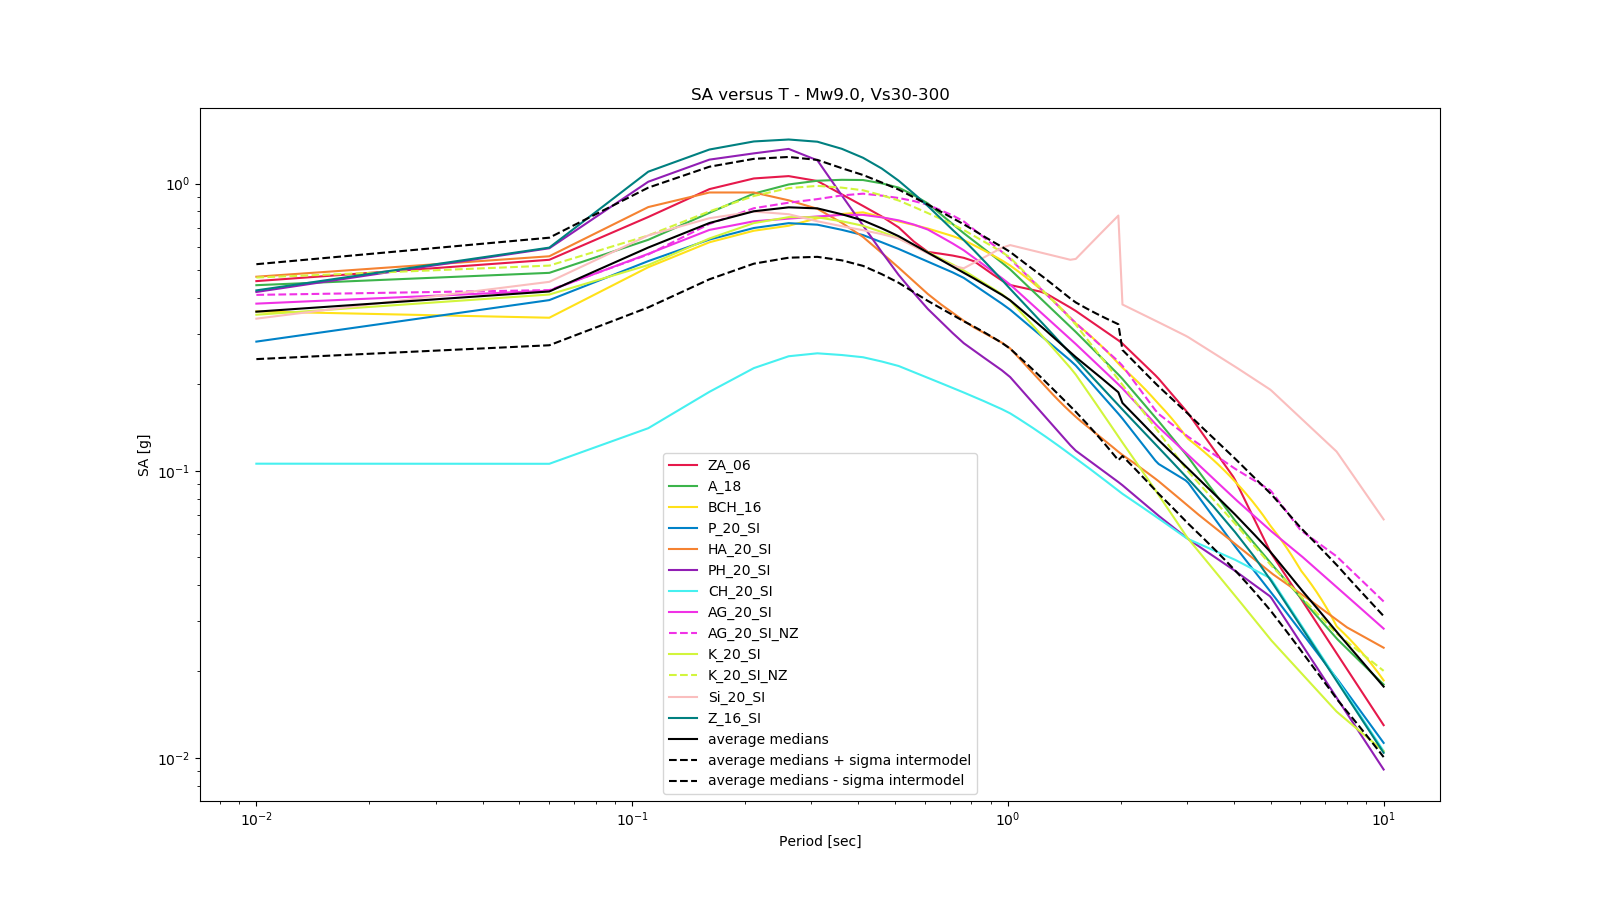 SA versus T - Mw9.0, Vs30-300
SA [g]
10⁰
10⁻¹
10⁻²
ZA_06
A_18
BCH_16
P_20_SI
HA_20_SI
PH_20_SI
CH_20_SI
AG_20_SI
AG_20_SI_NZ
K_20_SI
K_20_SI_NZ
Si_20_SI
Z_16_SI
average medians
average medians + sigma intermodel
average medians - sigma intermodel
10⁻² 10⁻¹ 10⁰ 10¹
Period [sec]